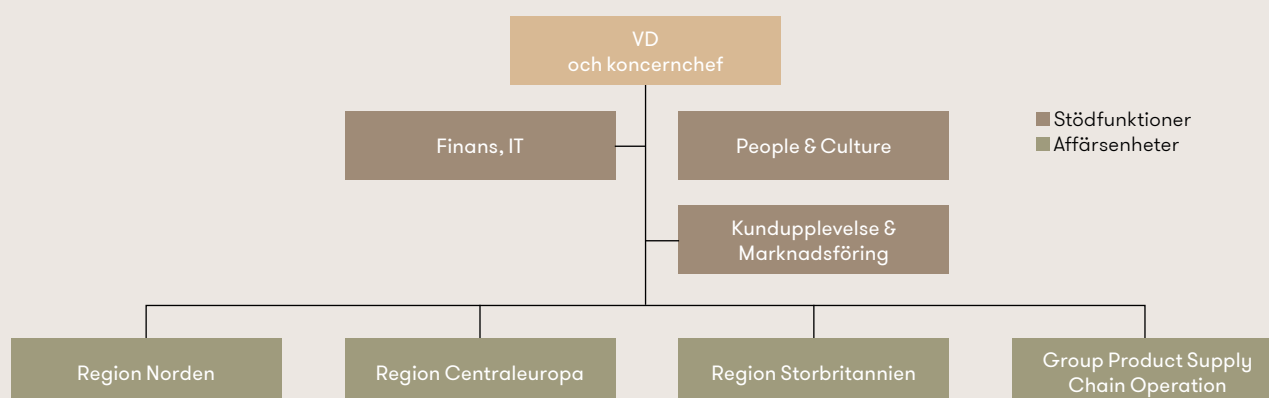 VD
och koncernchef
Finans, IT
People & Culture
Stödfunktioner
Affärsenheter
Kundupplevelse &
Marknadsföring
Region Norden
Region Centraleuropa
Region Storbritannien
Group Product Supply
Chain Operation